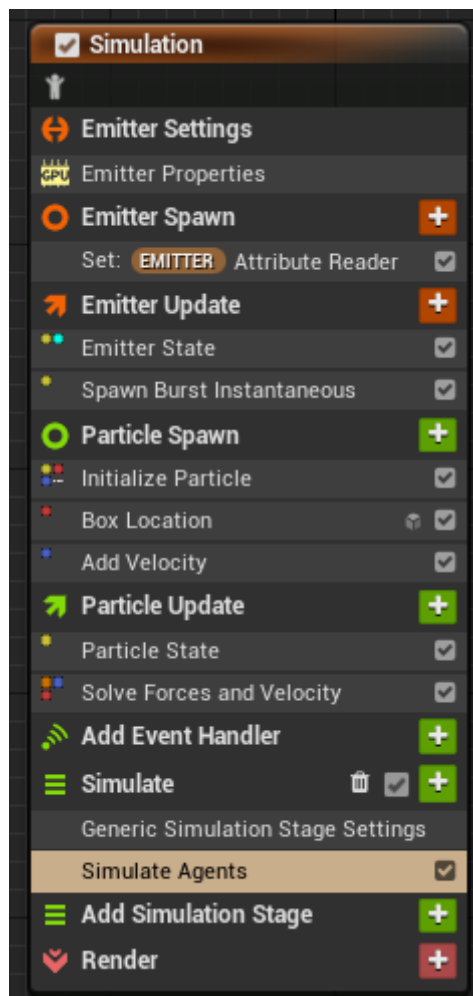 Simulation
Emitter Settings
GPU Emitter Properties
Emitter Spawn
Set: EMITTER Attribute Reader
Emitter Update
Emitter State
Spawn Burst Instantaneous
Particle Spawn
Initialize Particle
Box Location
Add Velocity
Particle Update
Particle State
Solve Forces and Velocity
Add Event Handler
Simulate
Generic Simulation Stage Settings
Simulate Agents
Add Simulation Stage
Render